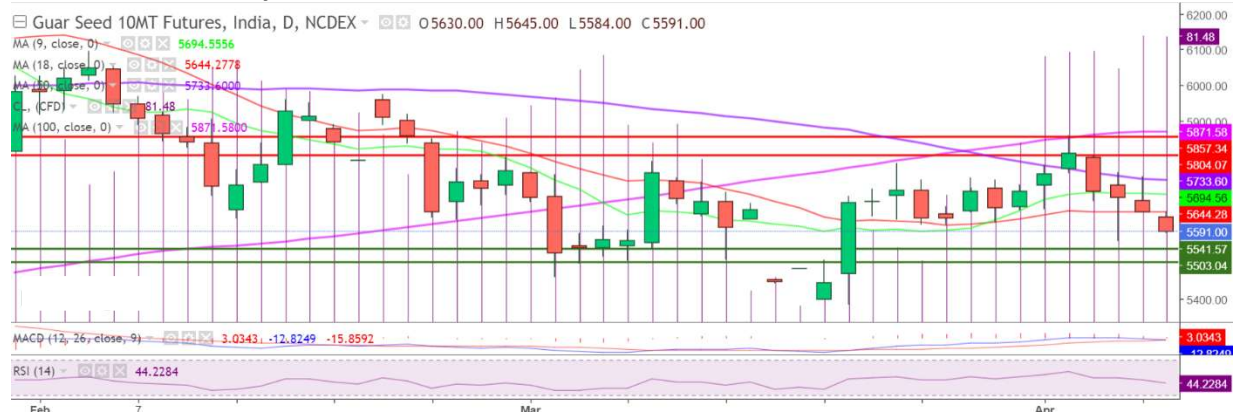 Guar Seed 10MT Futures, India, D, NCDEX O5630.00 H5645.00 L5584.00 C5591.00
MA (9, close, 0) 5694.5556
MA (18, close, 0) 5644.2778
MA (50, close, 0) 5733.6000
CL, (CFD) 81.48
MA (100, close, 0) 5871.5800
6200.00
81.48
6100.00
6000.00
5900.00
5871.58
5857.34
5804.07
5733.60
5694.56
5644.28
5591.00
5541.57
5503.04
5400.00
MACD (12, 26, close, 9) 3.0343 -12.8249 -15.8592
3.0343
-12.8249
RSI (14) 44.2284
44.2284
Feb 7 Mar Apr